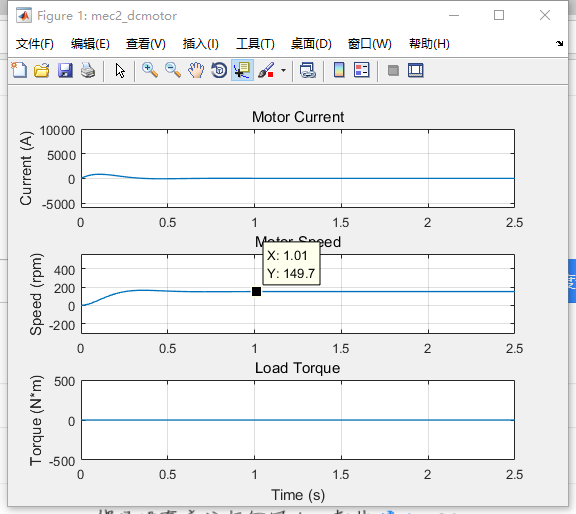 Figure 1: mec2_dcmotor
文件(F) 编辑(E) 查看(V) 插入(I) 工具(T) 桌面(D) 窗口(W) 帮助(H)
Motor Current
Current (A)
10000
5000
0
-5000
0 0.5 1 1.5 2 2.5
Motor Speed
X: 1.01
Y: 149.7
Speed (rpm)
400
200
0
-200
0 0.5 1 1.5 2 2.5
Load Torque
Torque (N*m)
500
0
-500
0 0.5 1 1.5 2 2.5
Time (s)